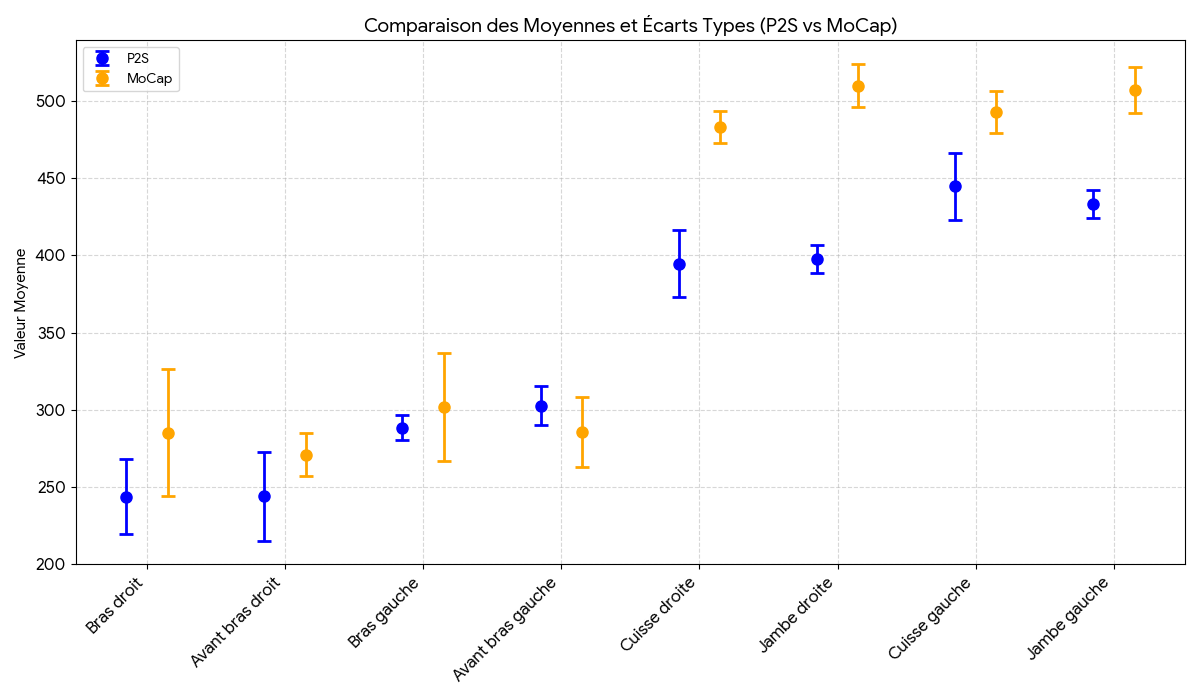 Comparaison des Moyennes et Écarts Types (P2S vs MoCap)
P2S
MoCap
Valeur Moyenne
500
450
400
350
300
250
200
Bras droit
Avant bras droit
Bras gauche
Avant bras gauche
Cuisse droite
Jambe droite
Cuisse gauche
Jambe gauche